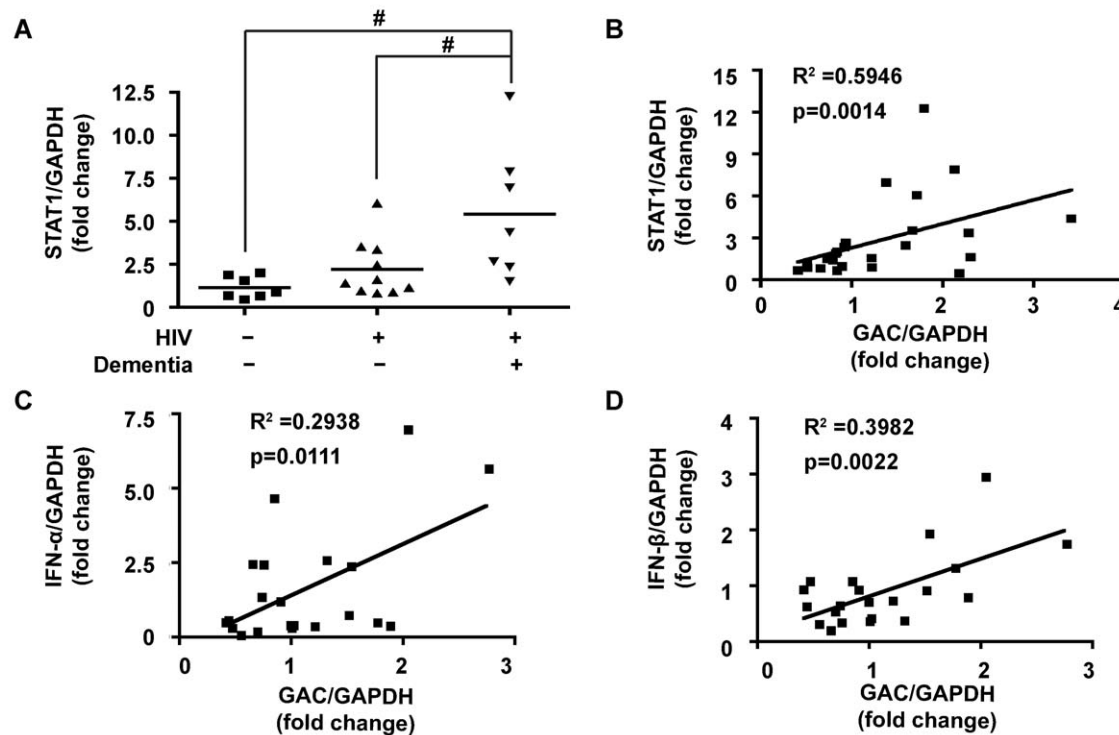 A
#
#
STAT1/GAPDH
(fold change)
12.5
10.0
7.5
5.0
2.5
0
HIV − + +
Dementia − − +
B
R² =0.5946
p=0.0014
STAT1/GAPDH
(fold change)
15
12
9
6
3
0
0 1 2 3 4
GAC/GAPDH
(fold change)
C
R² =0.2938
p=0.0111
IFN-α/GAPDH
(fold change)
7.5
5.0
2.5
0
0 1 2 3
GAC/GAPDH
(fold change)
D
R² =0.3982
p=0.0022
IFN-β/GAPDH
(fold change)
4
3
2
1
0
0 1 2 3
GAC/GAPDH
(fold change)